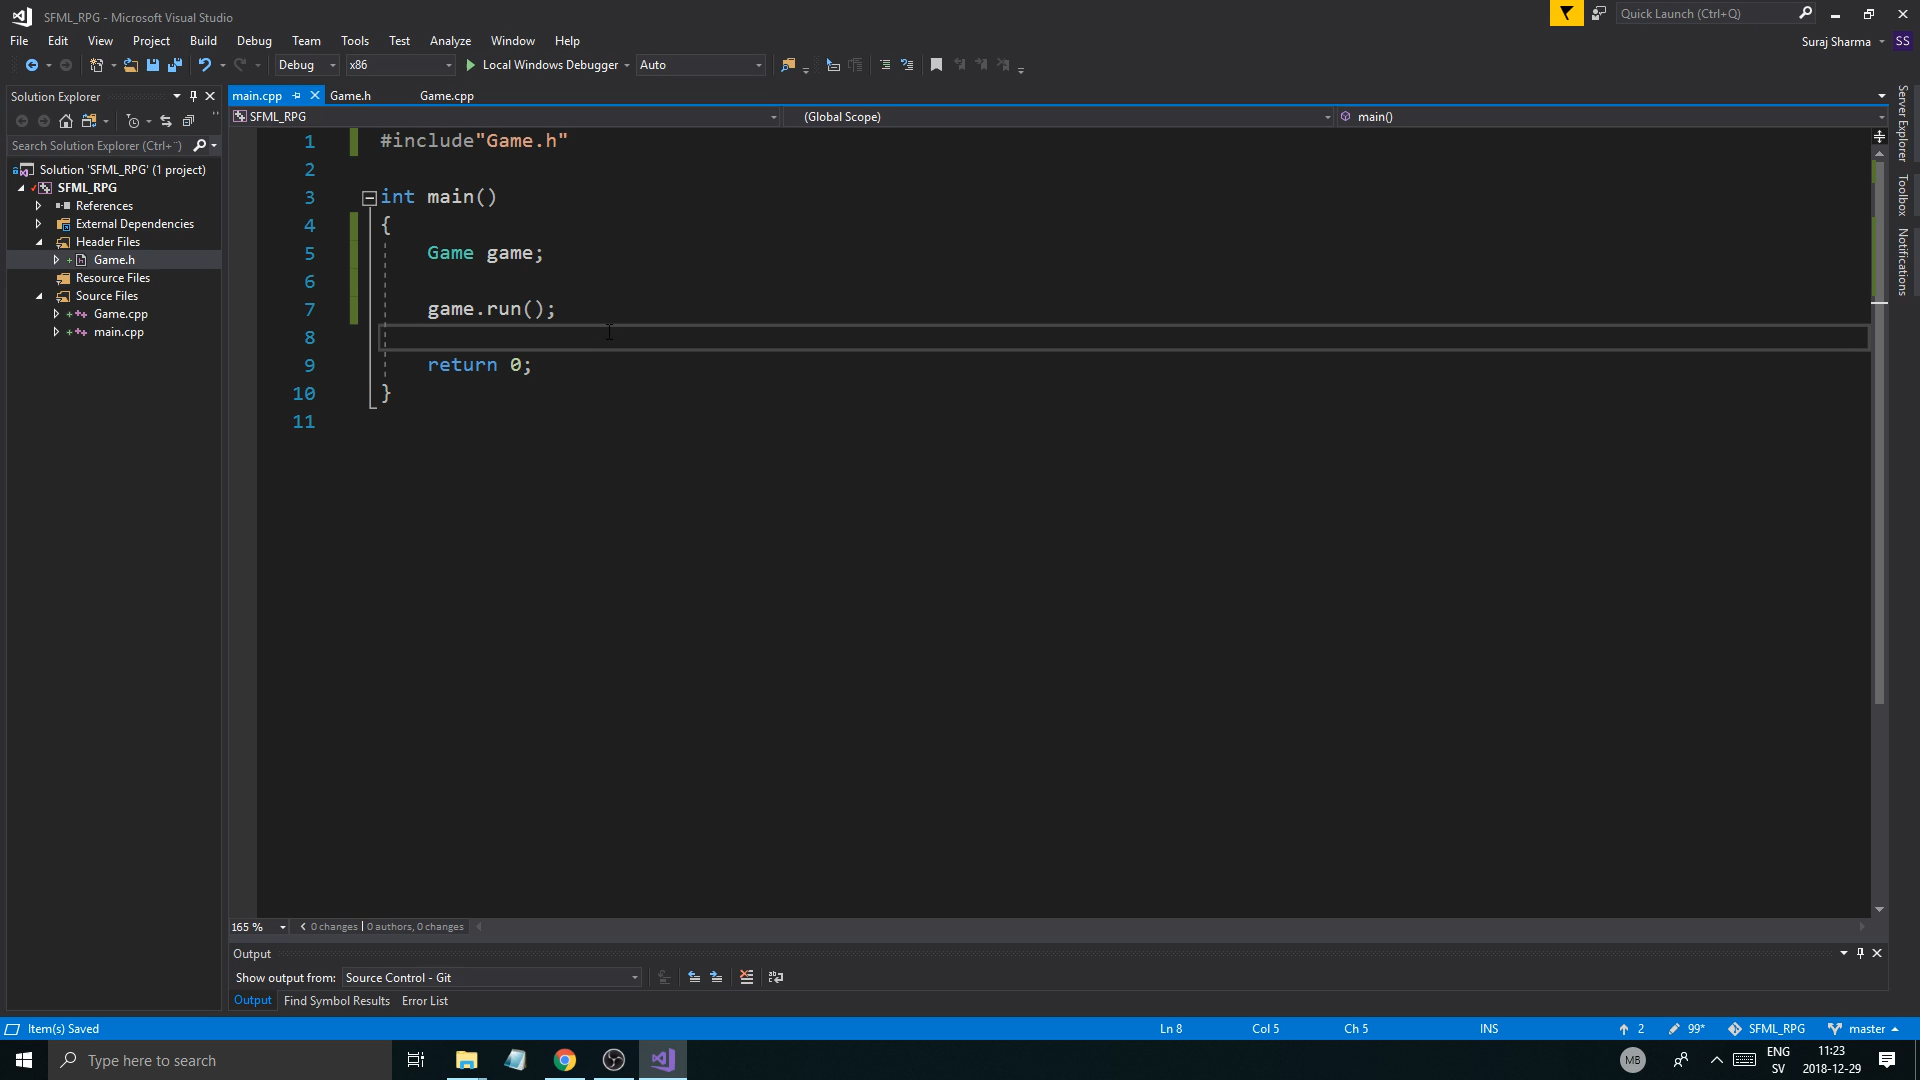 SFML_RPG - Microsoft Visual Studio
Quick Launch (Ctrl+Q)
File Edit View Project Build Debug Team Tools Test Analyze Window Help
Suraj Sharma SS
Debug x86 Local Windows Debugger Auto
Solution Explorer
main.cpp Game.h Game.cpp
SFML_RPG (Global Scope) main()
Search Solution Explorer (Ctrl+¨)
Solution 'SFML_RPG' (1 project)
SFML_RPG
References
External Dependencies
Header Files
Game.h
Resource Files
Source Files
Game.cpp
main.cpp
1 #include"Game.h"
2
3 int main()
4 {
5 Game game;
6
7 game.run();
8
9 return 0;
10 }
11
Server Explorer
Toolbox
Notifications
165 % 0 changes | 0 authors, 0 changes
Output
Show output from: Source Control - Git
Output Find Symbol Results Error List
Item(s) Saved Ln 8 Col 5 Ch 5 INS 2 99* SFML_RPG master
Type here to search
MB
ENG
SV
11:23
2018-12-29